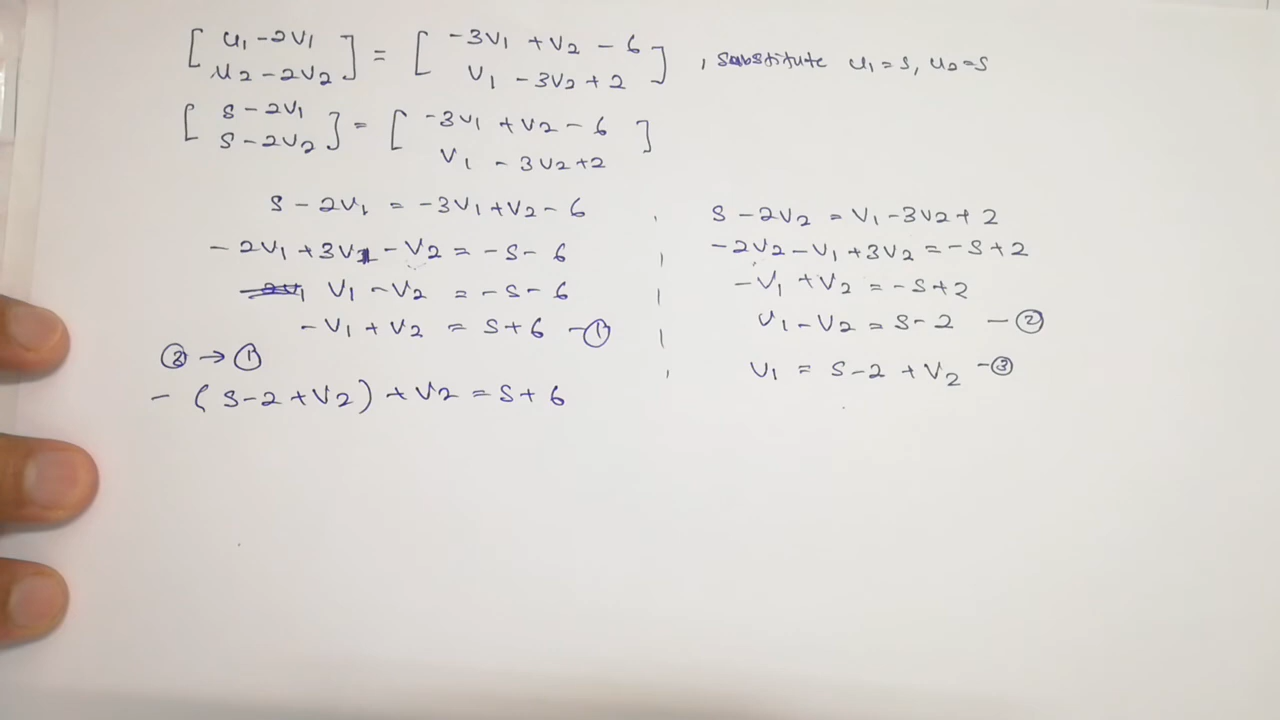 [ u₁ - 2v₁ ] = [ -3v₁ + v₂ - 6 ] , substitute u₁ = s, u₂ = s
[ u₂ - 2v₂ ] [ v₁ - 3v₂ + 2 ]
[ s - 2v₁ ] = [ -3v₁ + v₂ - 6 ]
[ s - 2v₂ ] [ v₁ - 3v₂ + 2 ]
s - 2v₁ = -3v₁ + v₂ - 6
-2v₁ + 3v₁ - v₂ = -s - 6
v₁ - v₂ = -s - 6
-v₁ + v₂ = s + 6 - ①
③ → ①
- (s - 2 + v₂) + v₂ = s + 6
s - 2v₂ = v₁ - 3v₂ + 2
-2v₂ - v₁ + 3v₂ = -s + 2
-v₁ + v₂ = -s + 2
v₁ - v₂ = s - 2 - ②
v₁ = s - 2 + v₂ - ③